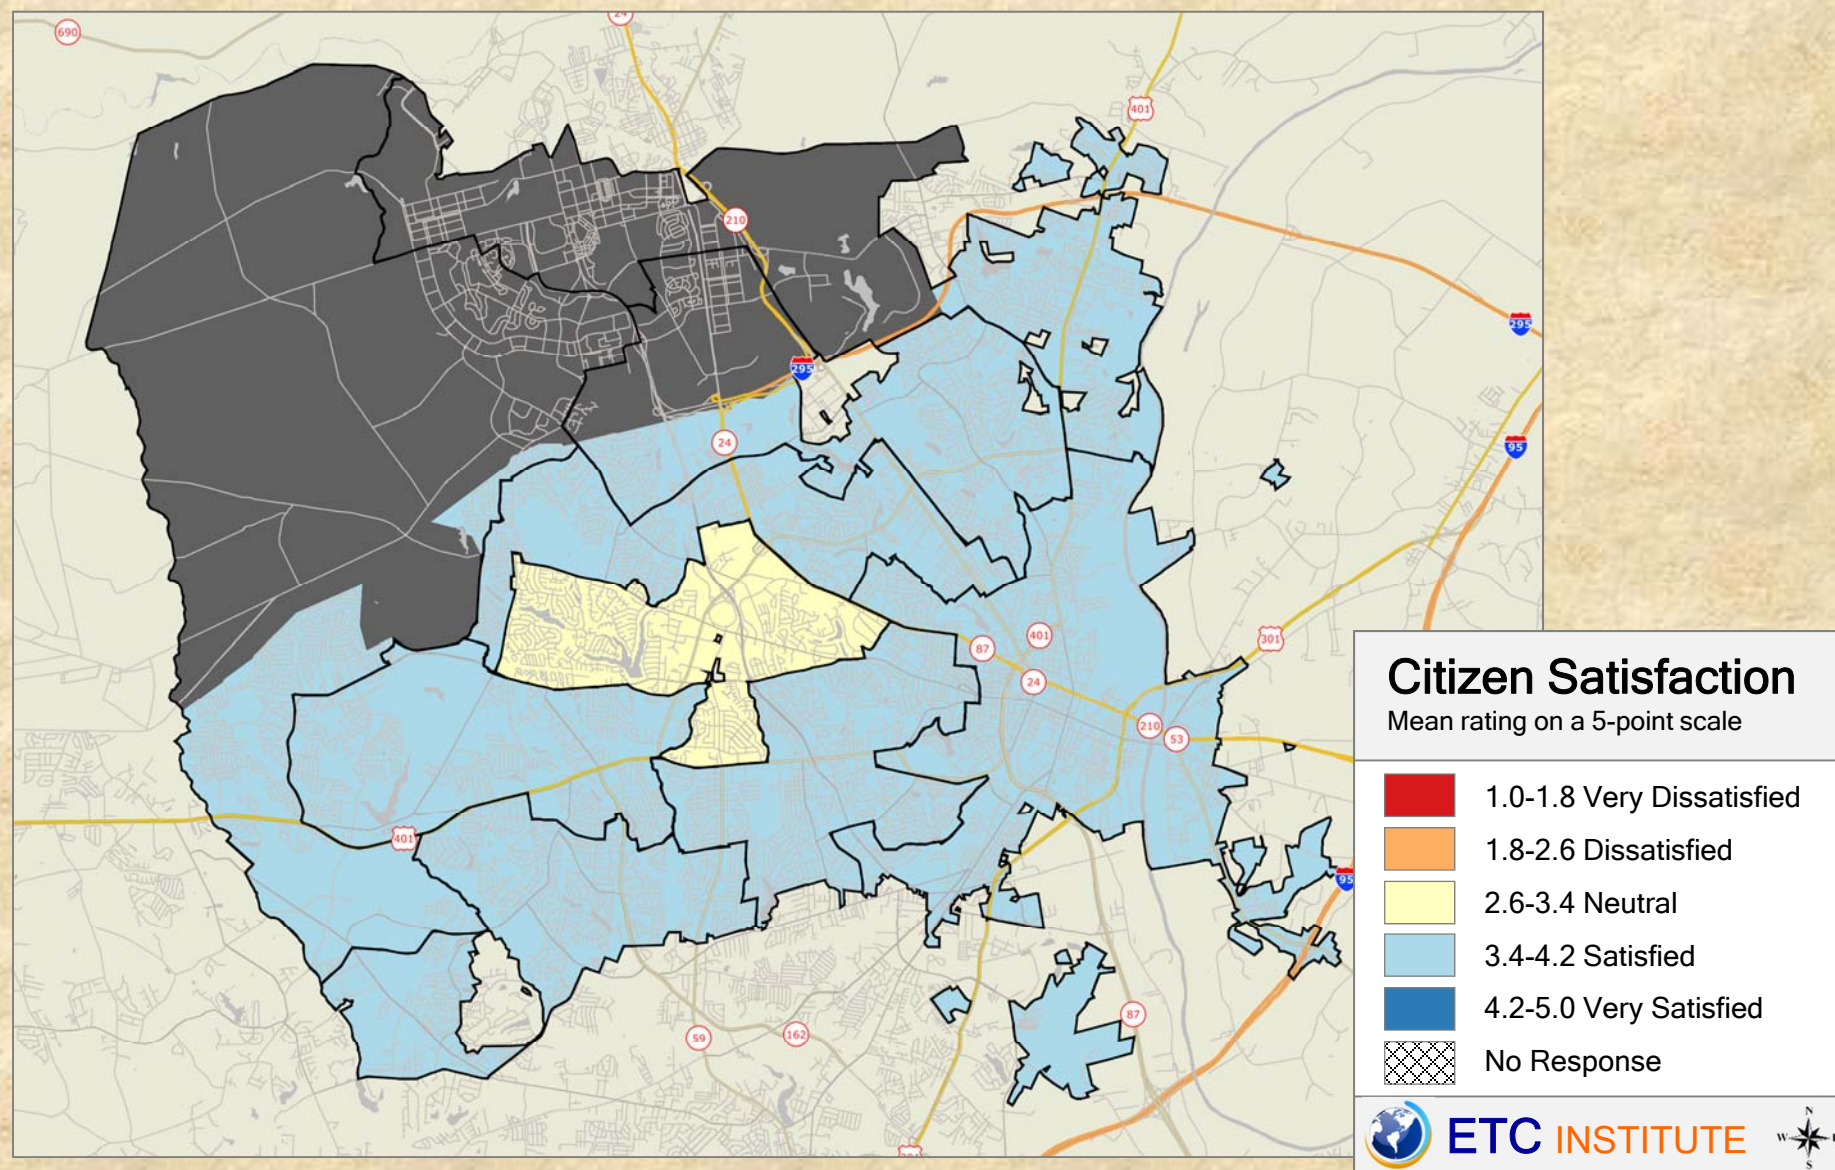 690
24
401
210
295
295
24
95
87
401
301
24
210
53
401
95
59
162
87
Citizen Satisfaction
Mean rating on a 5-point scale
1.0-1.8 Very Dissatisfied
1.8-2.6 Dissatisfied
2.6-3.4 Neutral
3.4-4.2 Satisfied
4.2-5.0 Very Satisfied
No Response
ETC INSTITUTE
N
W
S